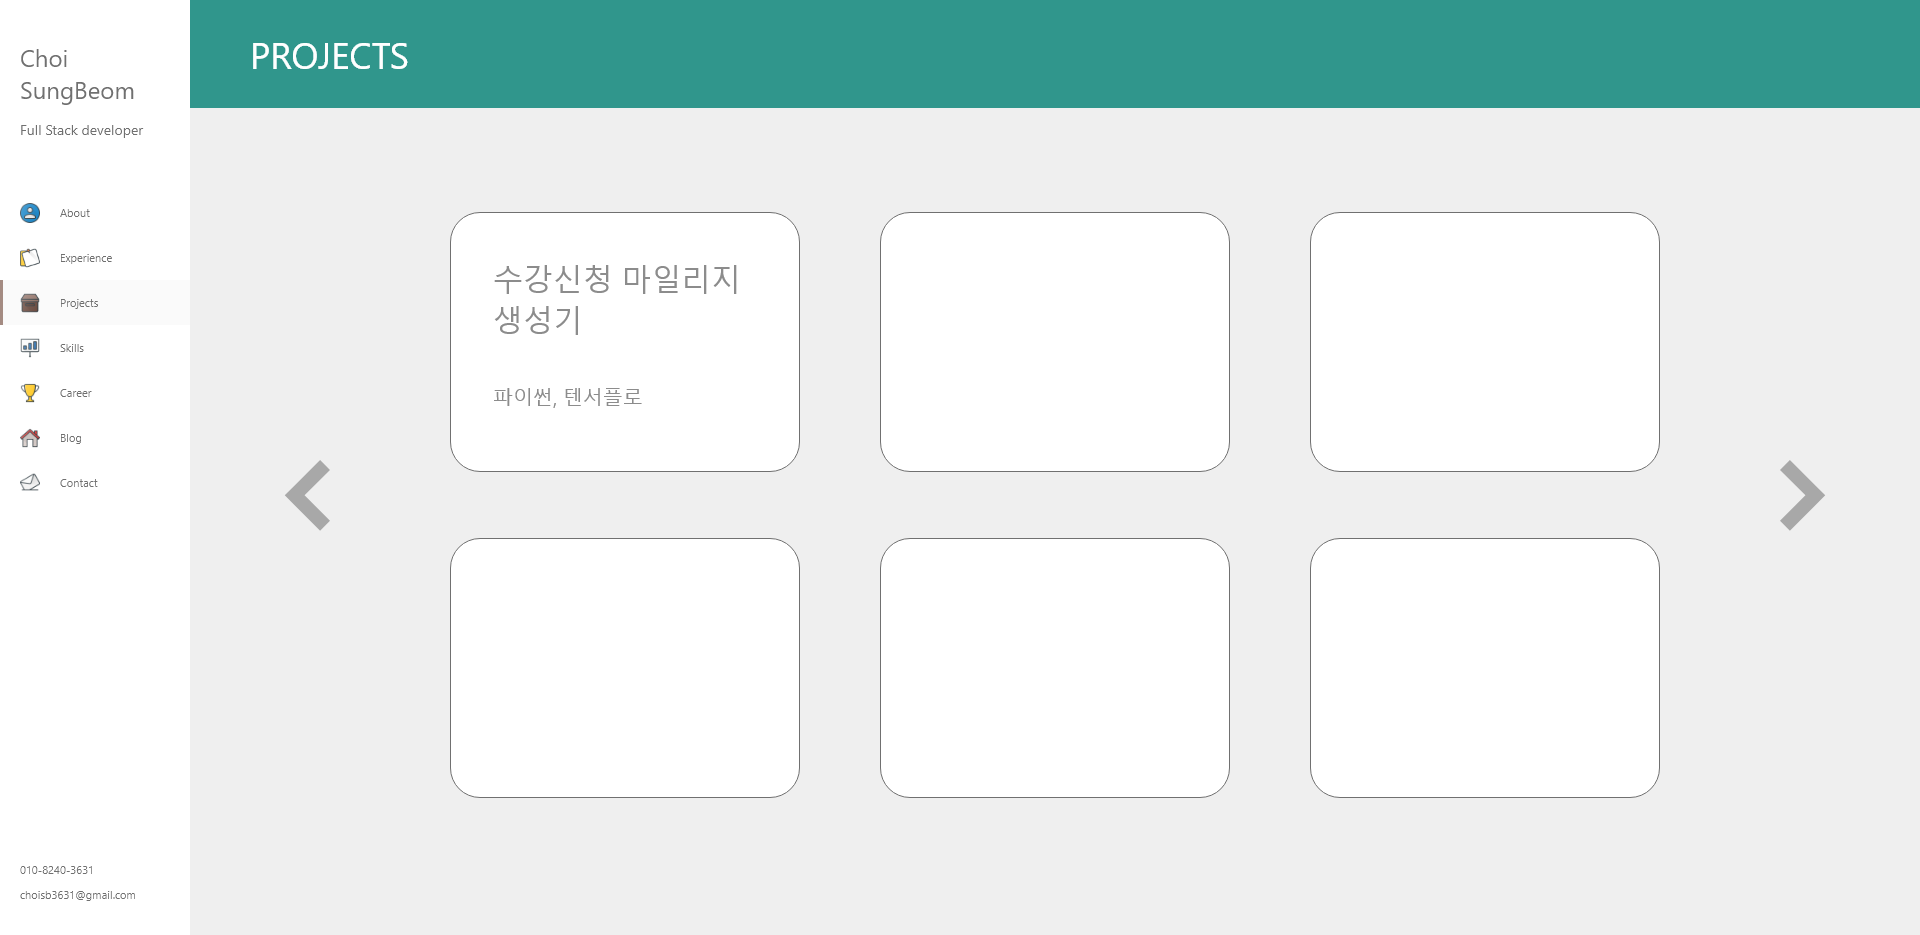 Choi
SungBeom
Full Stack developer
About
Experience
Projects
Skills
Career
Blog
Contact
010-8240-3631
choisb3631@gmail.com
PROJECTS
수강신청 마일리지
생성기
파이썬, 텐서플로